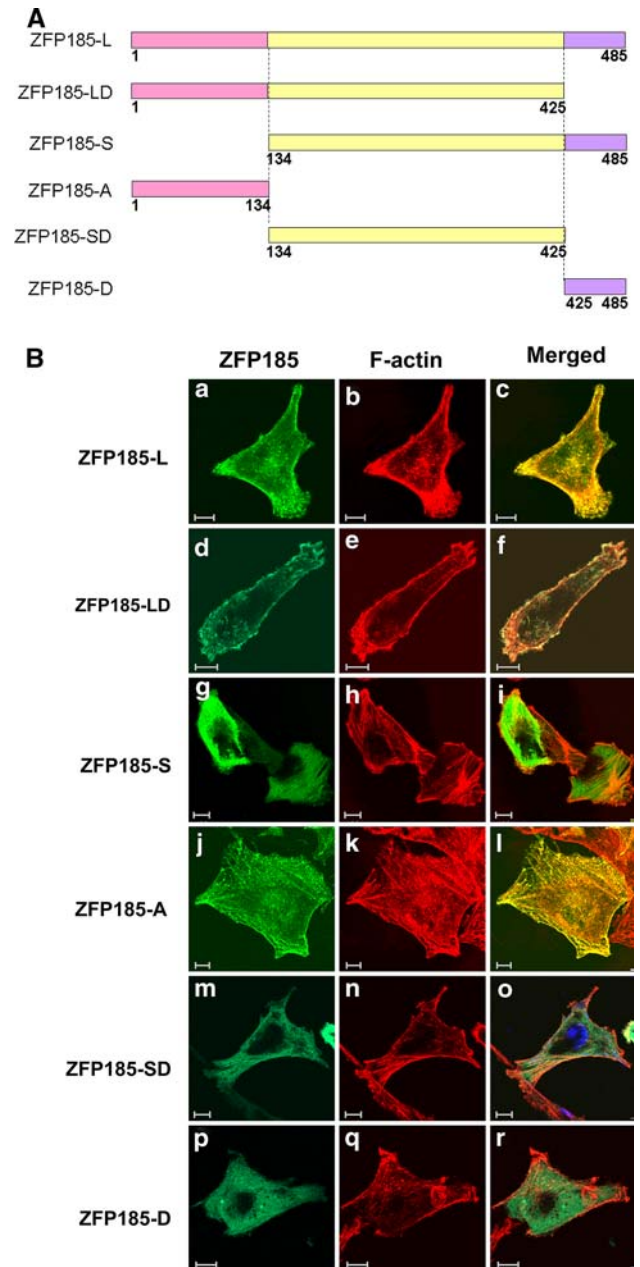 A
ZFP185-L
1 485
ZFP185-LD
1 425
ZFP185-S
134 485
ZFP185-A
1 134
ZFP185-SD
134 425
ZFP185-D
425 485
B
ZFP185 F-actin Merged
a b c
ZFP185-L
d e f
ZFP185-LD
g h i
ZFP185-S
j k l
ZFP185-A
m n o
ZFP185-SD
p q r
ZFP185-D